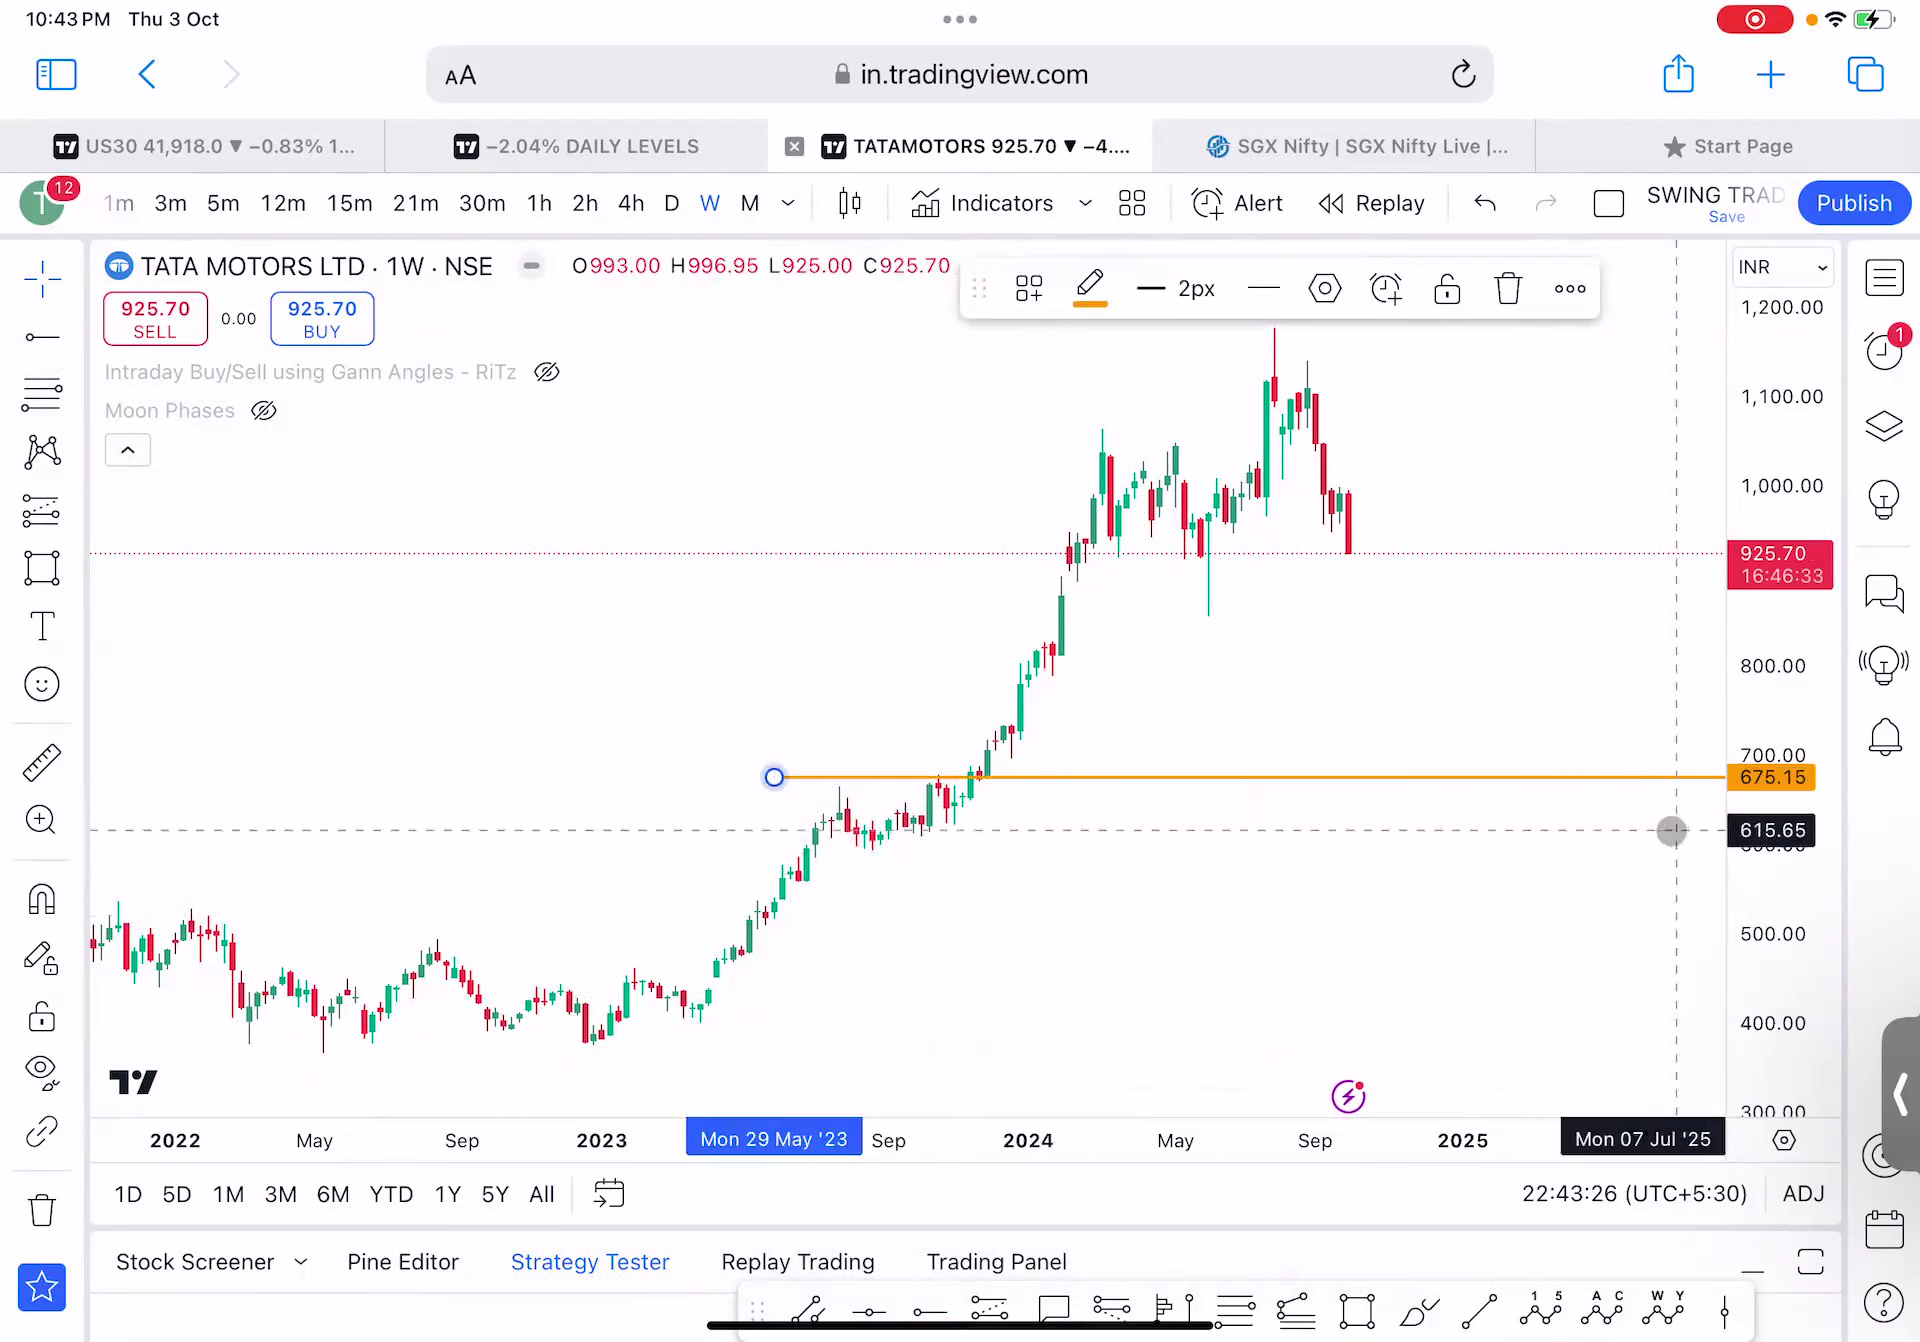 10:43 PM Thu 3 Oct
AA in.tradingview.com
US30 41,918.0 ▼ −0.83% 1...
−2.04% DAILY LEVELS
TATAMOTORS 925.70 ▼ −4....
SGX Nifty | SGX Nifty Live |...
Start Page
T 12 1m 3m 5m 12m 15m 21m 30m 1h 2h 4h D W M Indicators Alert Replay SWING TRAD Publish
Save
TATA MOTORS LTD · 1W · NSE O993.00 H996.95 L925.00 C925.70
2px
INR
925.70 SELL
0.00
925.70 BUY
Intraday Buy/Sell using Gann Angles - RiTz
Moon Phases
1
1,200.00
1,100.00
1,000.00
925.70
16:46:33
800.00
700.00
675.15
615.65
500.00
400.00
300.00
2022 May Sep 2023 Mon 29 May '23 Sep 2024 May Sep 2025 Mon 07 Jul '25
1D 5D 1M 3M 6M YTD 1Y 5Y All 22:43:26 (UTC+5:30) ADJ
Stock Screener Pine Editor Strategy Tester Replay Trading Trading Panel
1 5 A C W Y